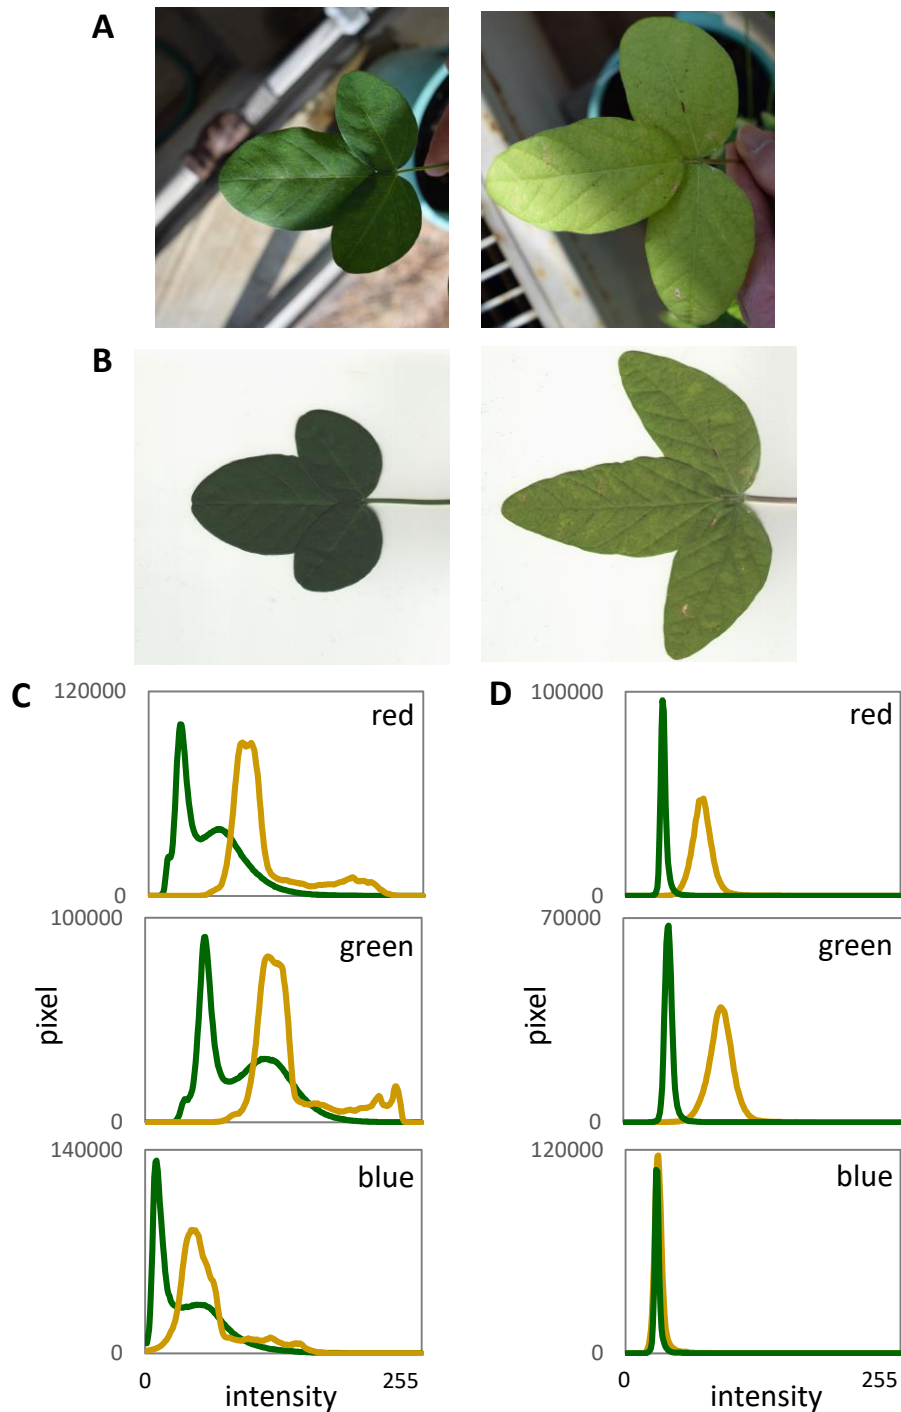 A
B
C
120000
red
0
100000
green
pixel
0
140000
blue
0
0
intensity
255
D
100000
red
0
70000
green
pixel
0
120000
blue
0
0
intensity
255